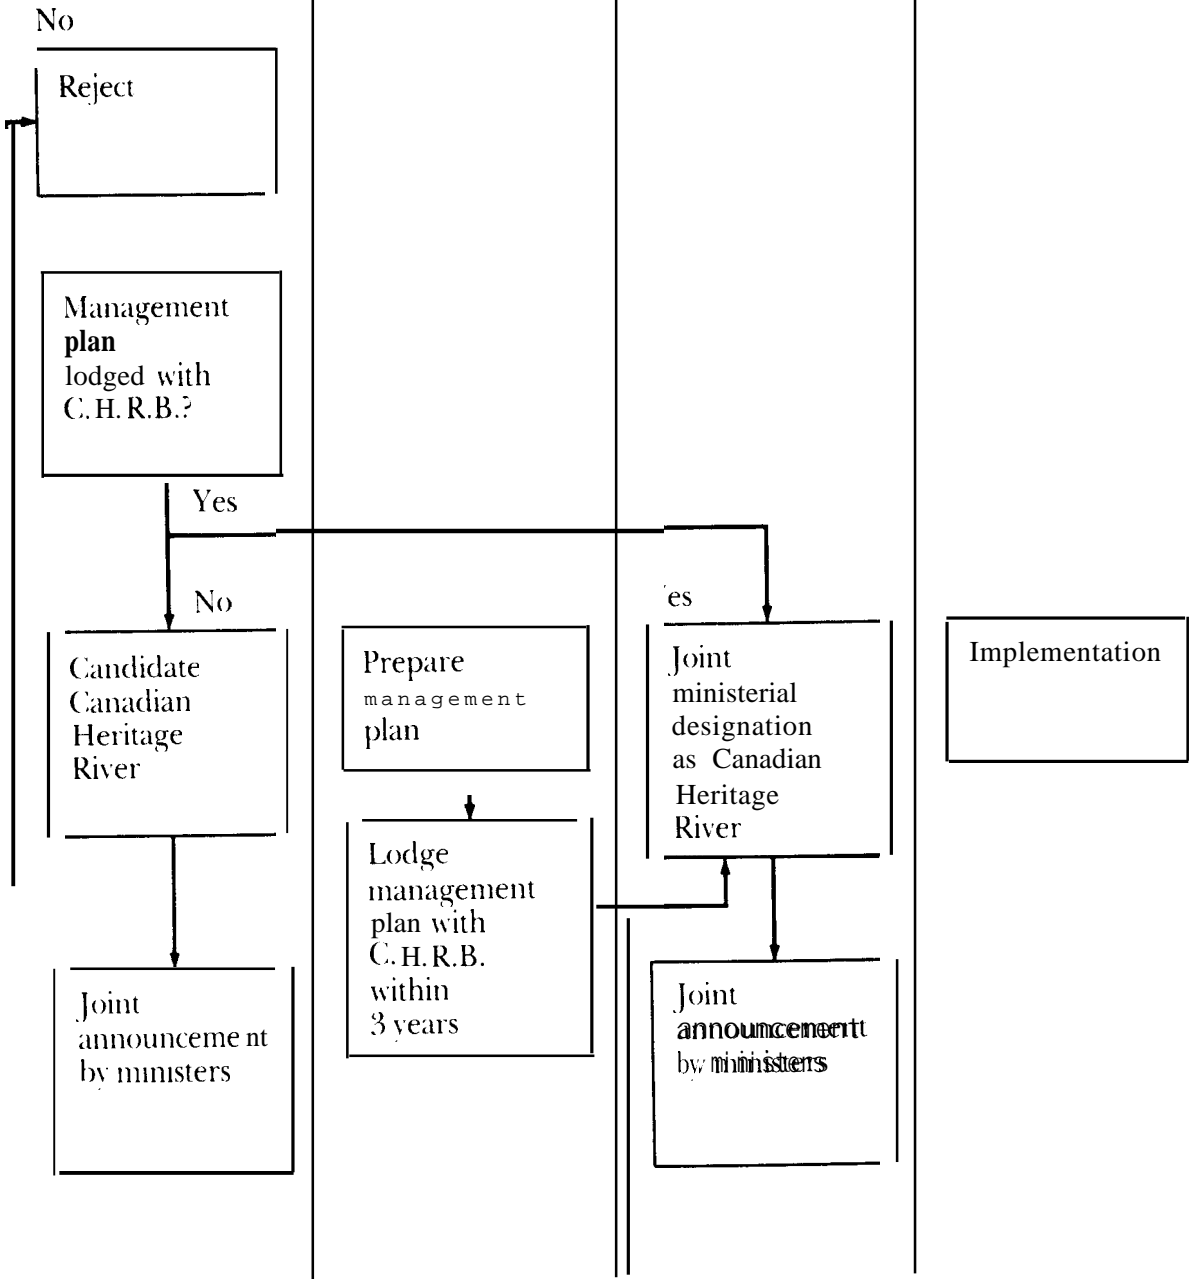 No
Reject
Management
plan
lodged with
C.H.R.B.?
Yes
No
Candidate
Canadian
Heritage
River
Joint
announcement
by ministers
Prepare
management
plan
Lodge
management
plan with
C.H.R.B.
within
3 years
es
Joint
ministerial
designation
as Canadian
Heritage
River
Joint
announcement
by ministers
Implementation